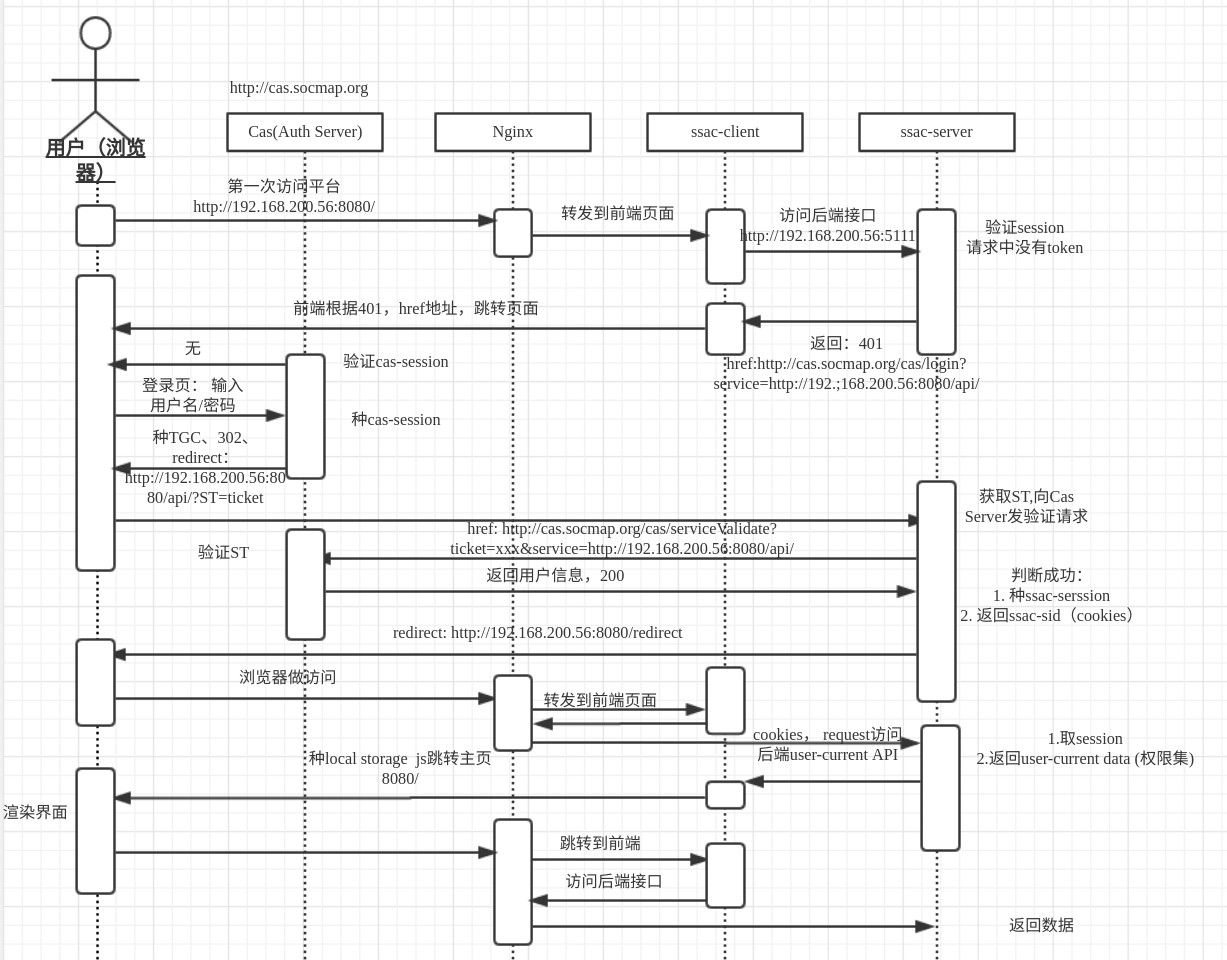 http://cas.socmap.org
Cas(Auth Server)
Nginx
ssac-client
ssac-server
用户（浏览
器）
第一次访问平台
http://192.168.200.56:8080/
转发到前端页面
访问后端接口
http://192.168.200.56:5111
验证session
请求中没有token
前端根据401，href地址，跳转页面
返回：401
href:http://cas.socmap.org/cas/login?
service=http://192.;168.200.56:8080/api/
无
验证cas-session
登录页： 输入
用户名/密码
种cas-session
种TGC、302、
redirect：
http://192.168.200.56:80
80/api/?ST=ticket
获取ST,向Cas
Server发验证请求
href: http://cas.socmap.org/cas/serviceValidate?
ticket=xxx&service=http://192.168.200.56:8080/api/
验证ST
返回用户信息，200
判断成功：
1. 种ssac-serssion
2. 返回ssac-sid（cookies）
redirect: http://192.168.200.56:8080/redirect
浏览器做访问
转发到前端页面
cookies， request访问
后端user-current API
1.取session
2.返回user-current data (权限集)
种local storage js跳转主页
8080/
渲染界面
跳转到前端
访问后端接口
返回数据